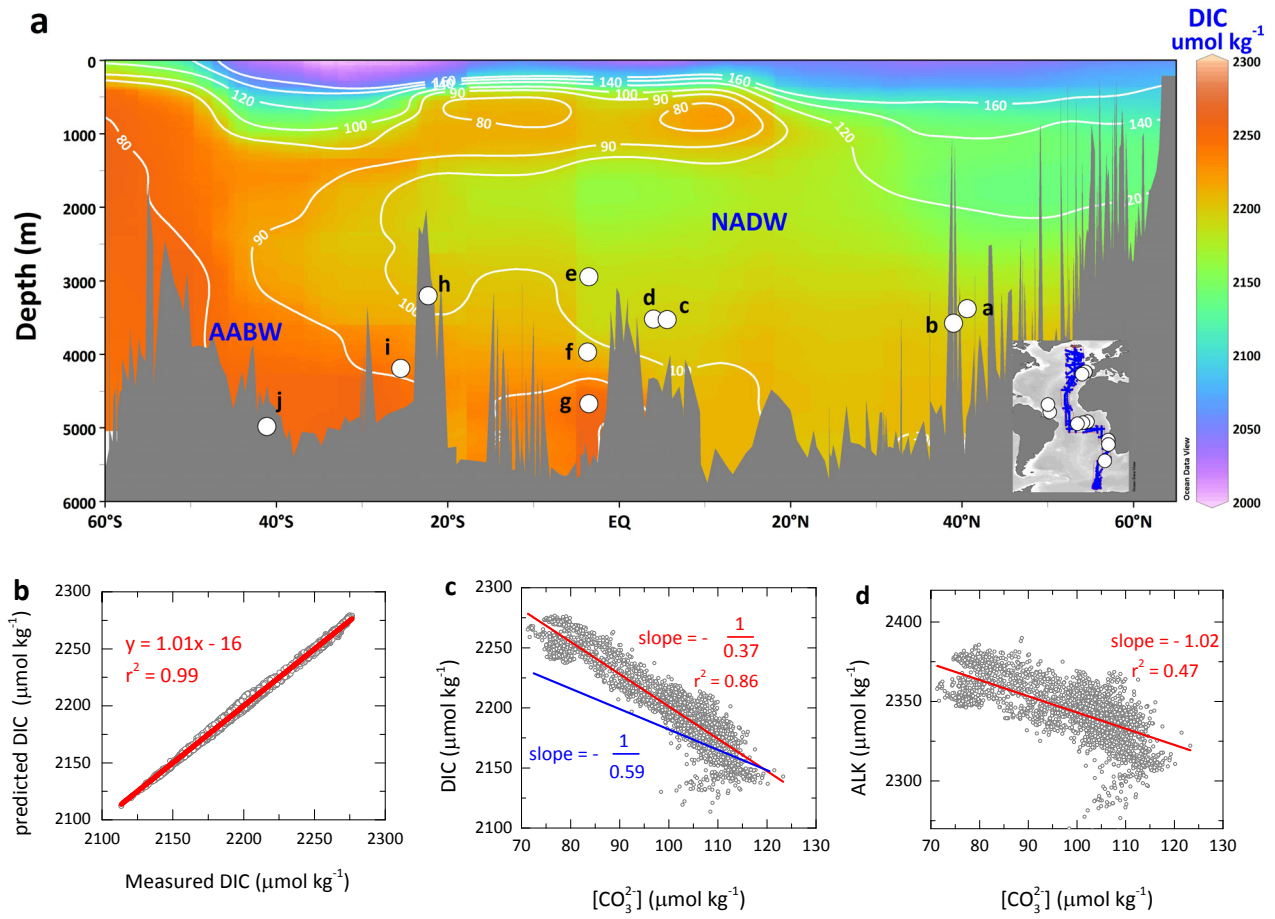 a
DIC
umol kg-1
0
1000
2000
3000
4000
5000
6000
Depth (m)
60°S
40°S
20°S
EQ
20°N
40°N
60°N
2300
2250
2200
2150
2100
2050
2000
Ocean Data View
80
120
100
90
160
140
100
90
80
80
90
90
100
100
160
120
140
20
160
NADW
AABW
a
b
c
d
e
f
g
h
i
j
b
2300
2250
2200
2150
2100
2100 2150 2200 2250 2300
y = 1.01x - 16
r2 = 0.99
predicted DIC (µmol kg-1)
Measured DIC (µmol kg-1)
c
2300
2250
2200
2150
2100
70 80 90 100 110 120 130
slope = - 1
0.37
r2 = 0.86
slope = - 1
0.59
DIC (µmol kg-1)
[CO32-] (µmol kg-1)
d
2400
2350
2300
70 80 90 100 110 120 130
slope = - 1.02
r2 = 0.47
ALK (µmol kg-1)
[CO32-] (µmol kg-1)